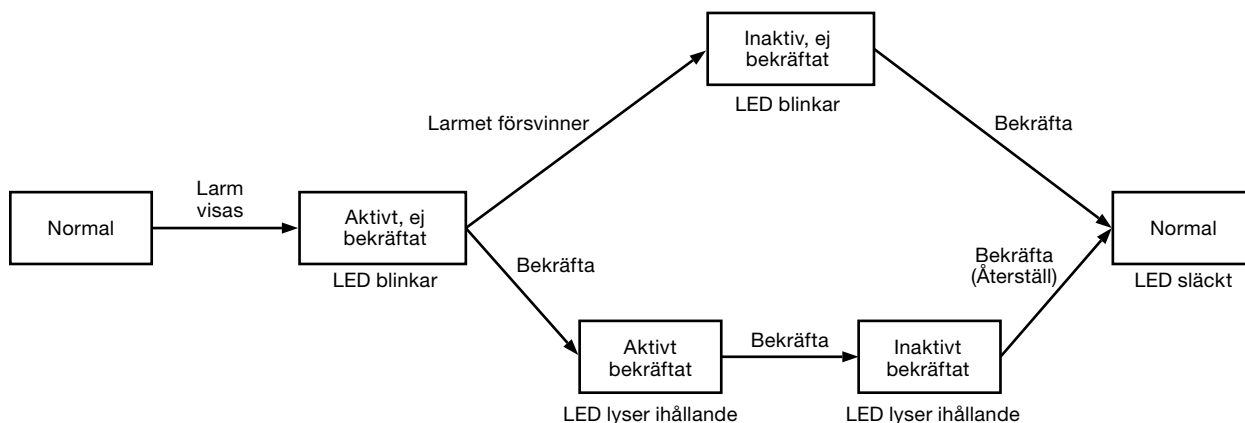 Inaktiv, ej
bekräftat
LED blinkar
Larmet försvinner
Bekräfta
Larm
visas
Normal
Aktivt, ej
bekräftat
LED blinkar
Bekräfta
Bekräfta
(Återställ)
Normal
LED släckt
Aktivt
bekräftat
LED lyser ihållande
Bekräfta
Inaktivt
bekräftat
LED lyser ihållande